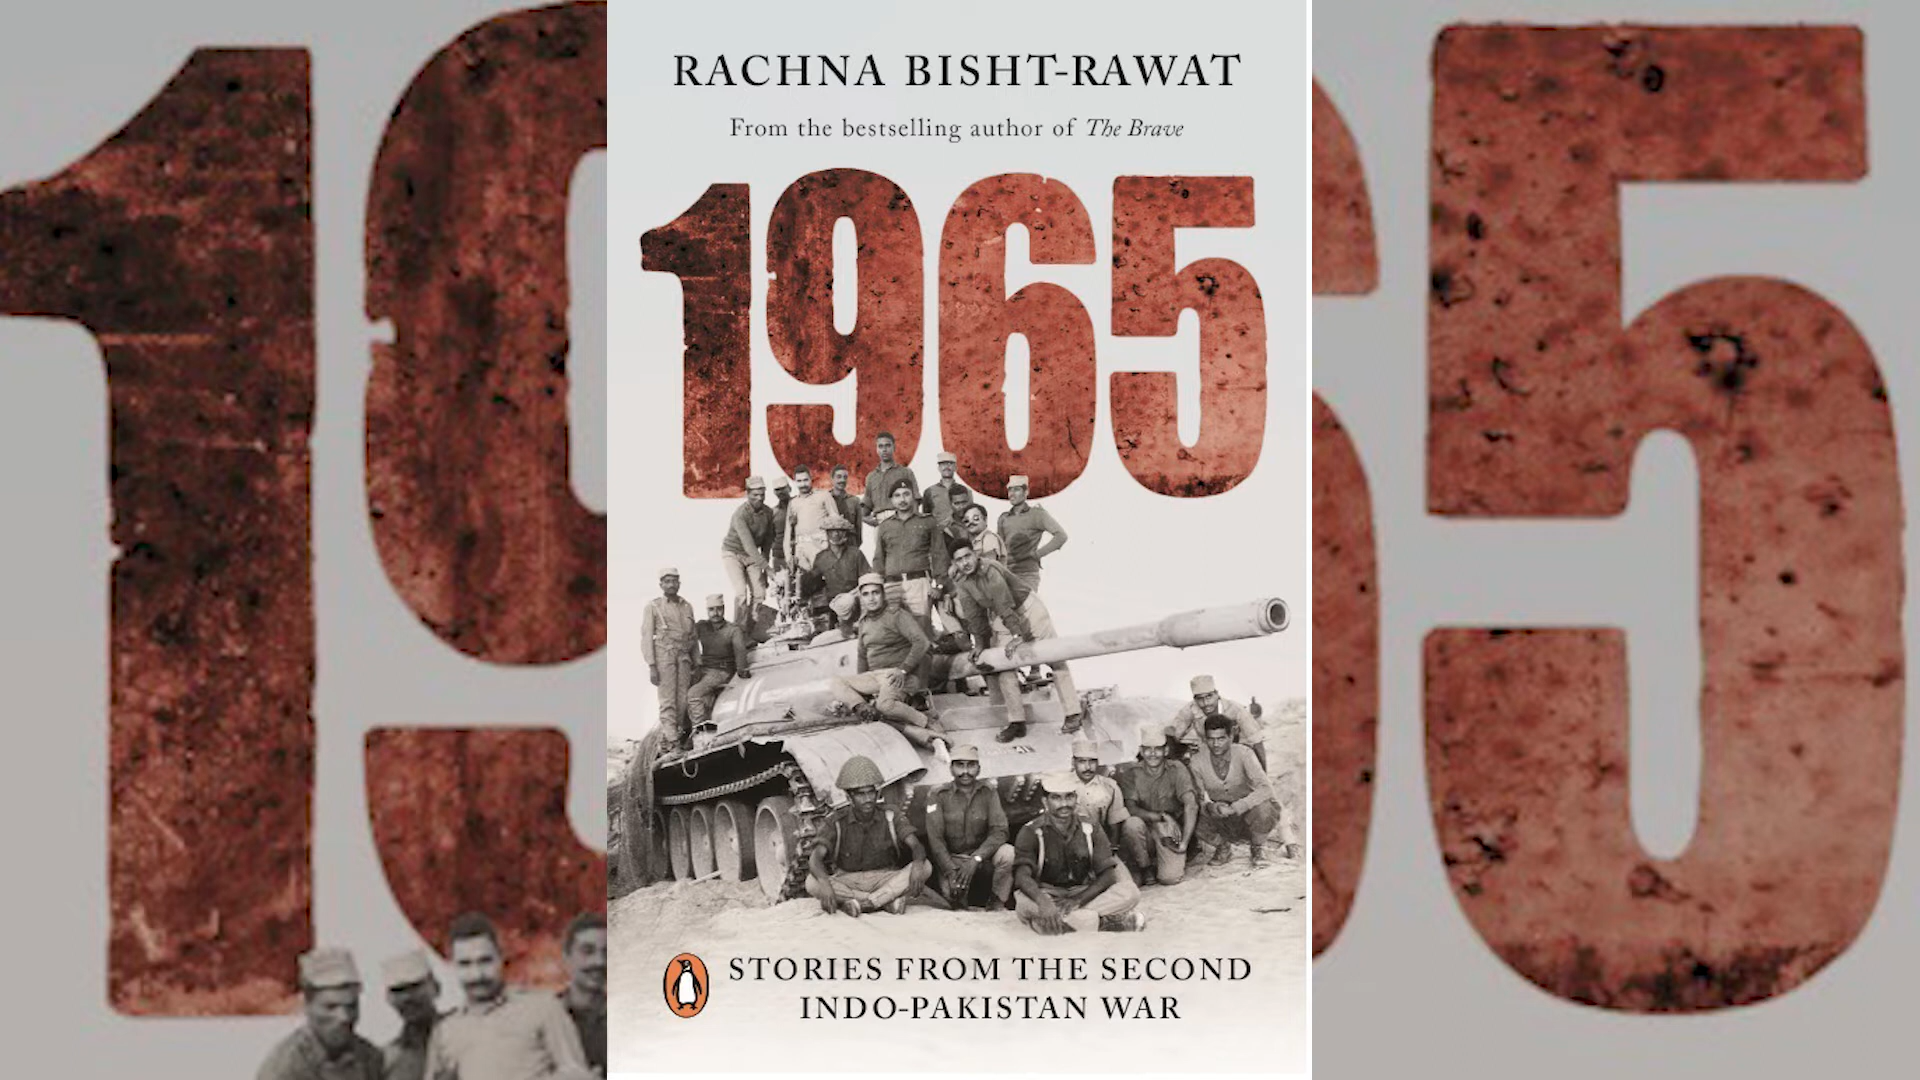 RACHNA BISHT-RAWAT
From the bestselling author of The Brave
1965
STORIES FROM THE SECOND
INDO-PAKISTAN WAR